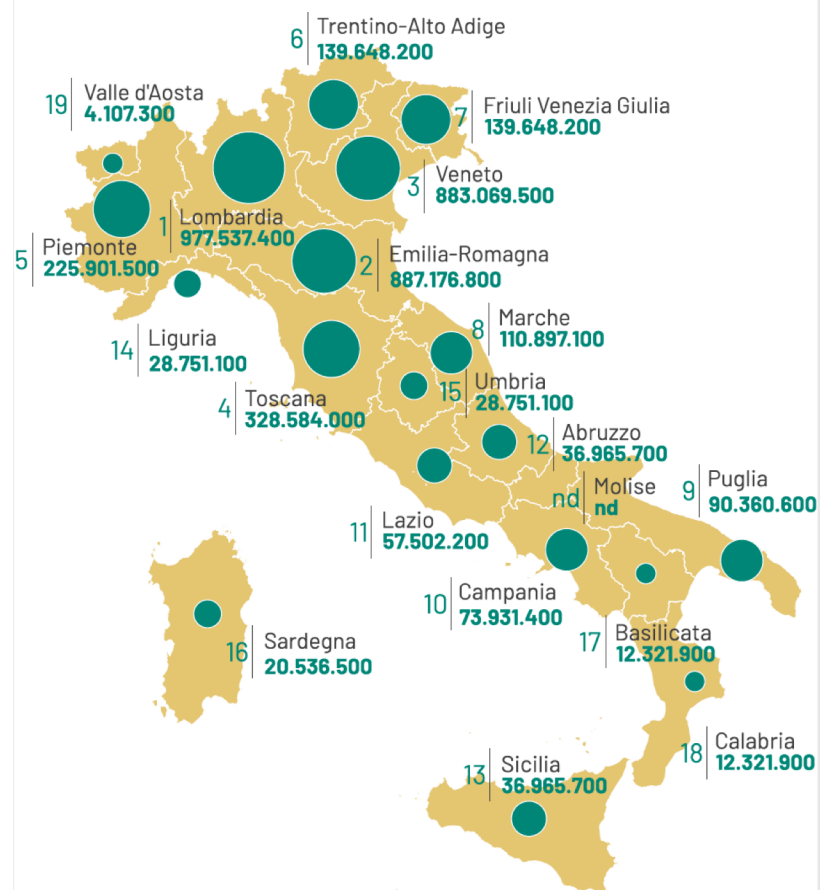 6 Trentino-Alto Adige
139.648.200
19 Valle d'Aosta
4.107.300
7 Friuli Venezia Giulia
139.648.200
3 Veneto
883.069.500
1 Lombardia
977.537.400
5 Piemonte
225.901.500
2 Emilia-Romagna
887.176.800
8 Marche
110.897.100
14 Liguria
28.751.100
15 Umbria
28.751.100
4 Toscana
328.584.000
12 Abruzzo
36.965.700
nd Molise
nd
9 Puglia
90.360.600
11 Lazio
57.502.200
10 Campania
73.931.400
17 Basilicata
12.321.900
16 Sardegna
20.536.500
18 Calabria
12.321.900
13 Sicilia
36.965.700